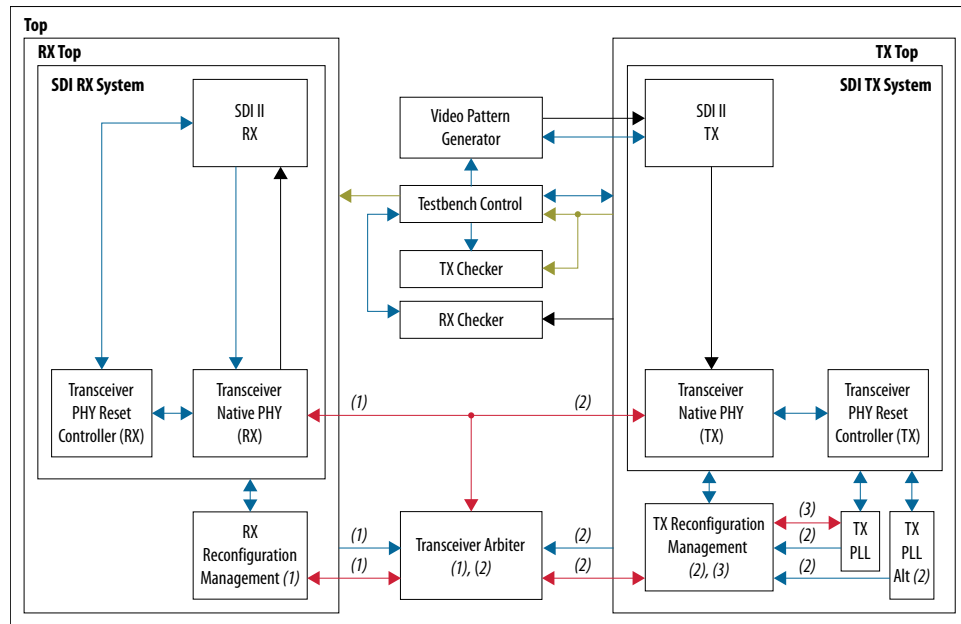 Top
RX Top
TX Top
SDI RX System
SDI TX System
SDI II
RX
Video Pattern
Generator
SDI II
TX
Testbench Control
TX Checker
RX Checker
Transceiver
PHY Reset
Controller (RX)
Transceiver
Native PHY
(RX)
(1)
(2)
Transceiver
Native PHY
(TX)
Transceiver
PHY Reset
Controller (TX)
RX
Reconfiguration
Management (1)
(1)
(1)
Transceiver Arbiter
(1), (2)
(2)
(2)
TX Reconfiguration
Management
(2), (3)
(3)
(2)
(2)
TX
PLL
TX
PLL
Alt (2)